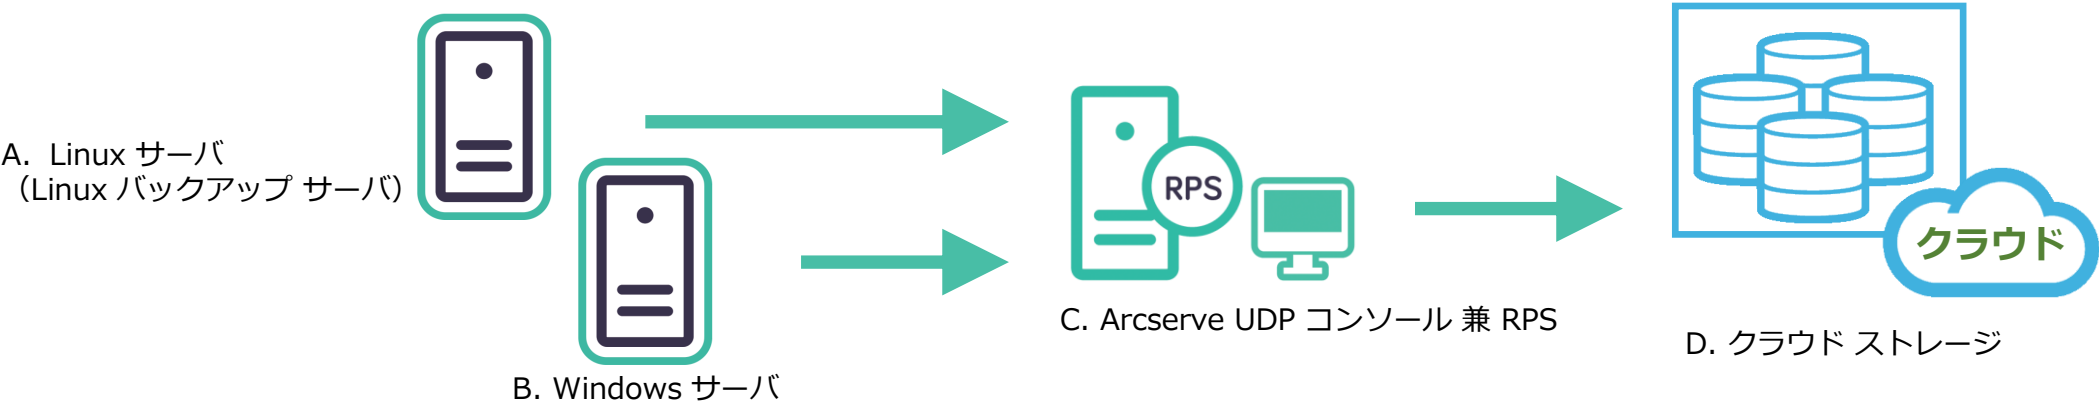 A. Linux サーバ
（Linux バックアップ サーバ）
B. Windows サーバ
RPS
C. Arcserve UDP コンソール 兼 RPS
クラウド
D. クラウド ストレージ